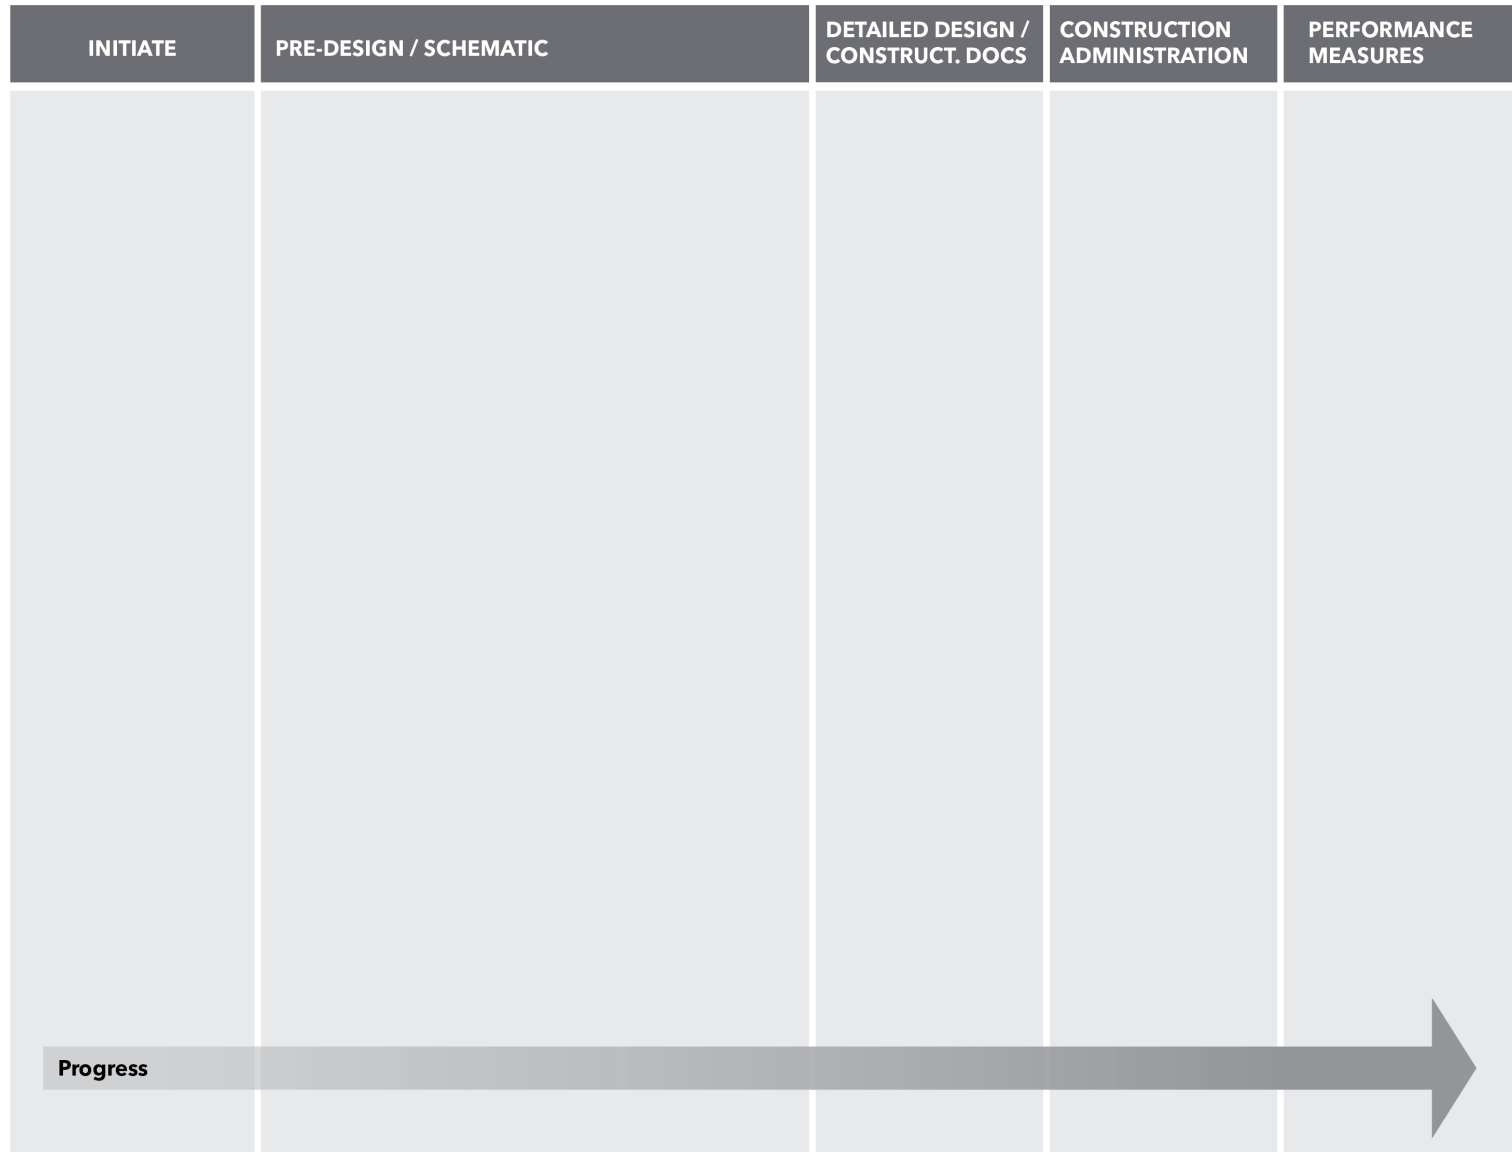 INITIATE
PRE-DESIGN / SCHEMATIC
DETAILED DESIGN /
CONSTRUCT. DOCS
CONSTRUCTION
ADMINISTRATION
PERFORMANCE
MEASURES
Progress